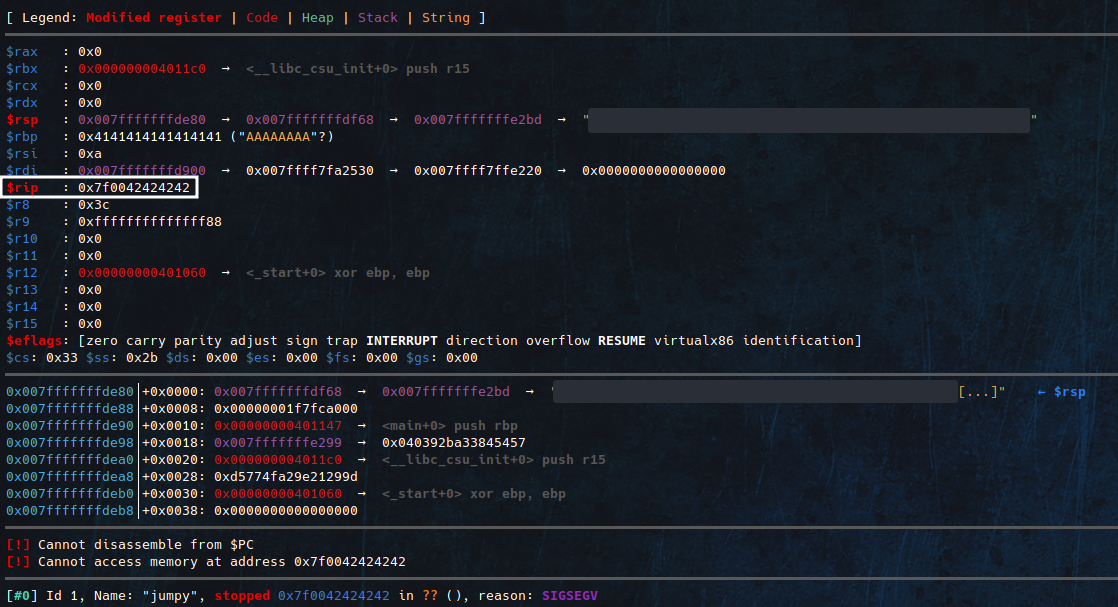 [ Legend: Modified register | Code | Heap | Stack | String ]
$rax   : 0x0
$rbx   : 0x000000004011c0  →  <__libc_csu_init+0> push r15
$rcx   : 0x0
$rdx   : 0x0
$rsp   : 0x007fffffffde80  →  0x007fffffffdf68  →  0x007fffffffe2bd  →  " "
$rbp   : 0x4141414141414141 ("AAAAAAAA"?)
$rsi   : 0xa
$rdi   : 0x007fffffffd900  →  0x007ffff7fa2530  →  0x007ffff7ffe220  →  0x0000000000000000
$rip   : 0x7f0042424242
$r8    : 0x3c
$r9    : 0xffffffffffffff88
$r10   : 0x0
$r11   : 0x0
$r12   : 0x00000000401060  →  <_start+0> xor ebp, ebp
$r13   : 0x0
$r14   : 0x0
$r15   : 0x0
$eflags: [zero carry parity adjust sign trap INTERRUPT direction overflow RESUME virtualx86 identification]
$cs: 0x33 $ss: 0x2b $ds: 0x00 $es: 0x00 $fs: 0x00 $gs: 0x00
0x007fffffffde80│+0x0000: 0x007fffffffdf68  →  0x007fffffffe2bd  →  " [...]"    ← $rsp
0x007fffffffde88│+0x0008: 0x00000001f7fca000
0x007fffffffde90│+0x0010: 0x00000000401147  →  <main+0> push rbp
0x007fffffffde98│+0x0018: 0x007fffffffe299  →  0x040392ba33845457
0x007fffffffdea0│+0x0020: 0x000000004011c0  →  <__libc_csu_init+0> push r15
0x007fffffffdea8│+0x0028: 0xd5774fa29e21299d
0x007fffffffdeb0│+0x0030: 0x00000000401060  →  <_start+0> xor ebp, ebp
0x007fffffffdeb8│+0x0038: 0x0000000000000000
[!] Cannot disassemble from $PC
[!] Cannot access memory at address 0x7f0042424242
[#0] Id 1, Name: "jumpy", stopped 0x7f0042424242 in ?? (), reason: SIGSEGV